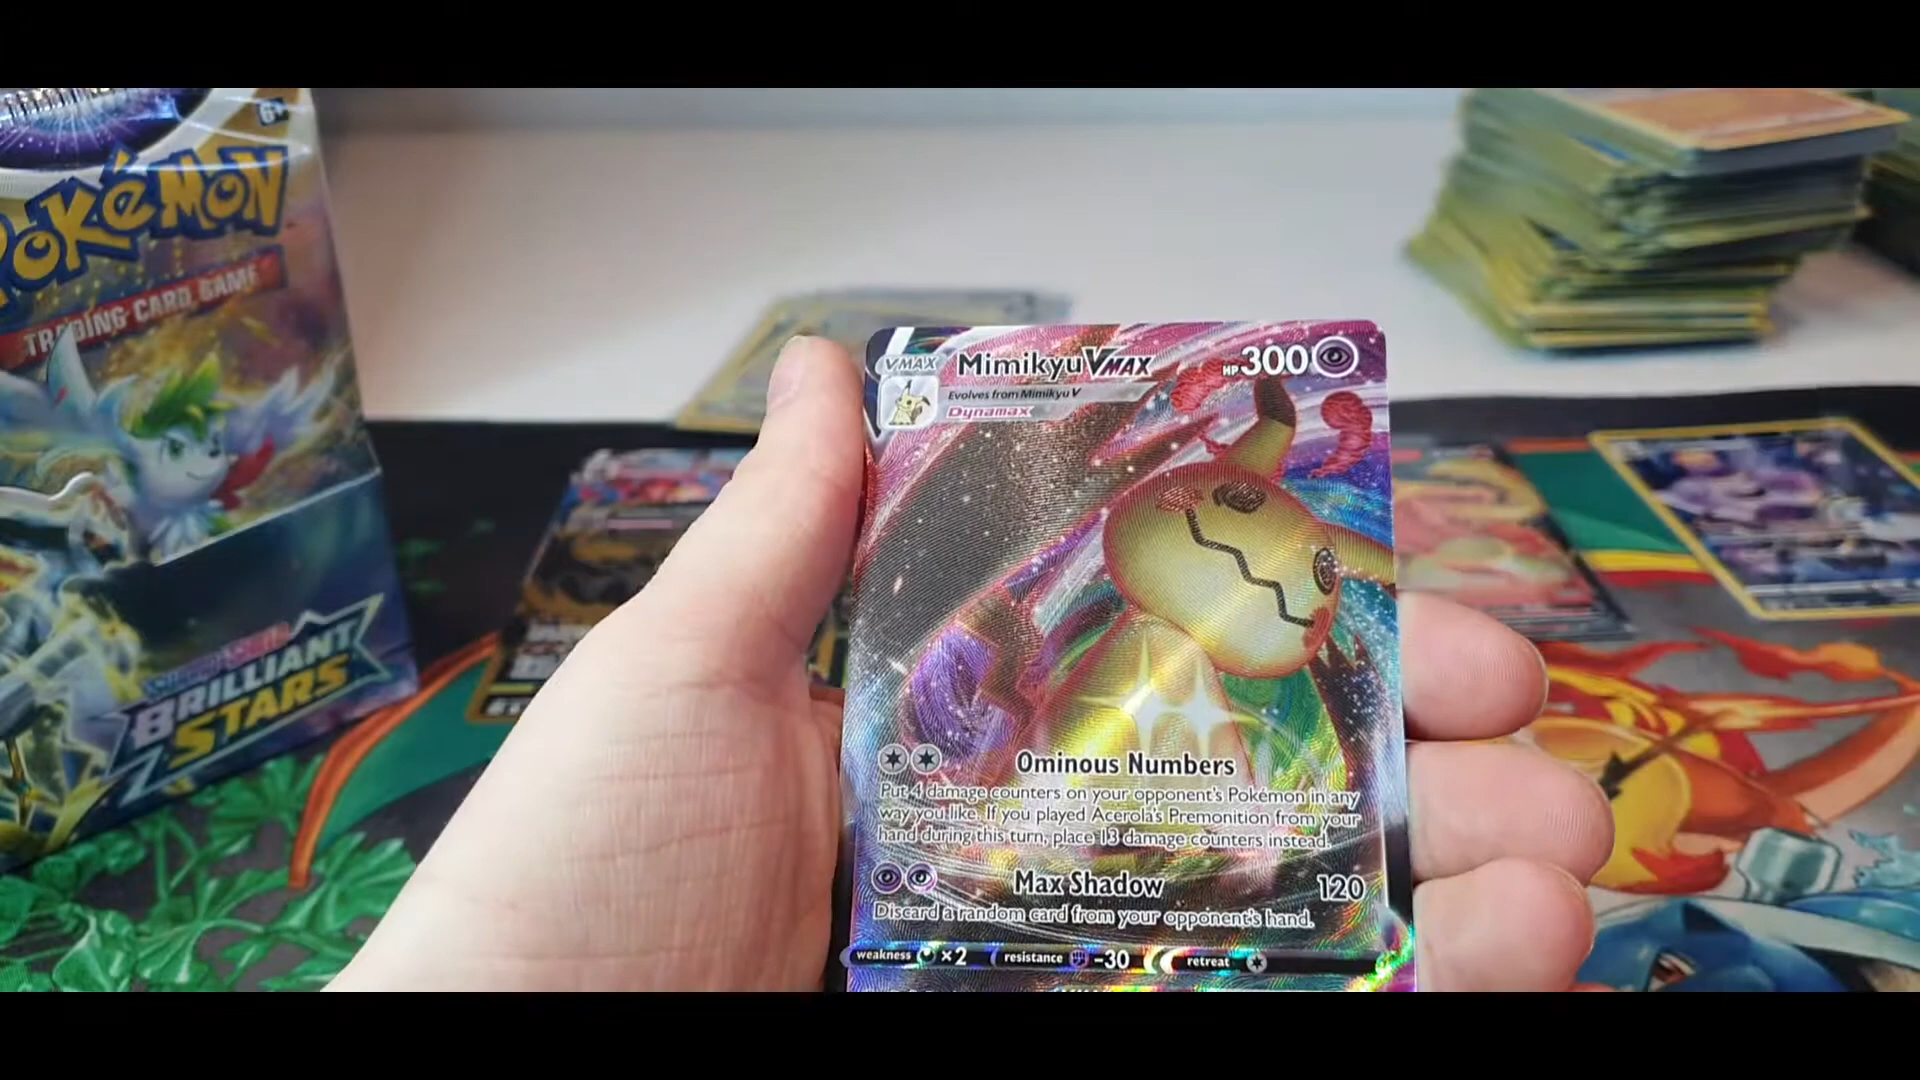 POKéMON
TRADING CARD GAME
BRILLIANT
STARS
VMAX
Mimikyu VMAX
HP 300
Evolves from Mimikyu V
Dynamax
Ominous Numbers
Put 4 damage counters on your opponent's Pokémon in any
way you like. If you played Acerola's Premonition from your
hand during this turn, place 13 damage counters instead.
Max Shadow 120
Discard a random card from your opponent's hand.
weakness ×2 resistance -30 retreat